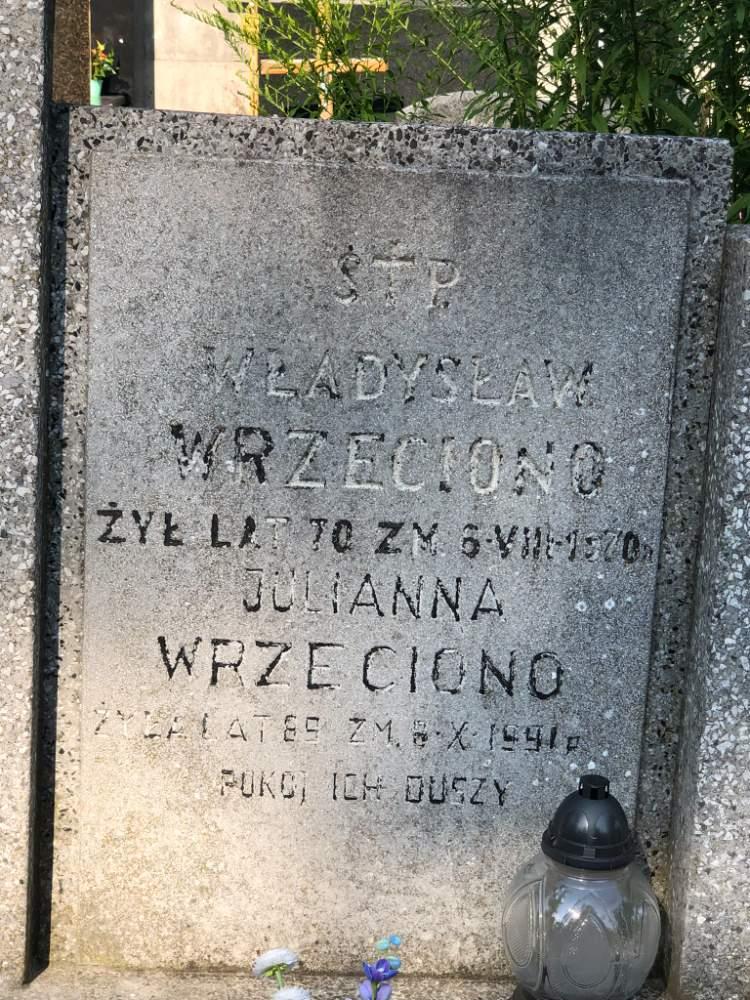 Ś.T.P.
WŁADYSŁAW
WRZECIONO
ŻYŁ LAT 70 ZM. 6·VIII·1970R
JULIANNA
WRZECIONO
ŻYŁA LAT 89 ZM. 8·X·1991R
POKÓJ ICH DUSZY